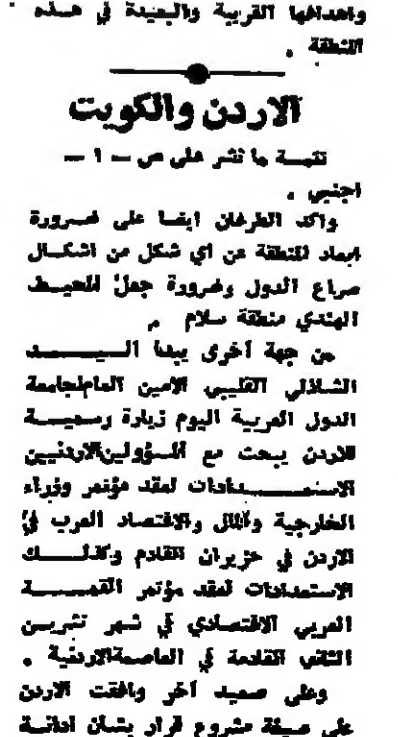 واهدافها القريبة والبعيدة في هذه
المنطقة .
الاردن والكويت
تتمة ما نشر على ص – ١ –
اجنبي .
واكد الطرفان ايضا على ضرورة
ابعاد المنطقة عن اي شكل من اشكال
صراع الدول وضرورة جعل المحيط
الهندي منطقة سلام .
من جهة أخرى يبدا السيد
الشاذلي القليبي الامين العام لجامعة
الدول العربية اليوم زيارة رسمية
للاردن يبحث مع المسؤولين الاردنيين
الاستعدادات لعقد مؤتمر وزراء
الخارجية والمال والاقتصاد العرب في
الاردن في حزيران القادم وكذلك
الاستعدادات لعقد مؤتمر القمة
العربي الاقتصادي في شهر تشرين
الثاني القادمة في العاصمة الاردنية .
وعلى صعيد آخر وافقت الاردن
على صيغة مشروع قرار بشان ادانة